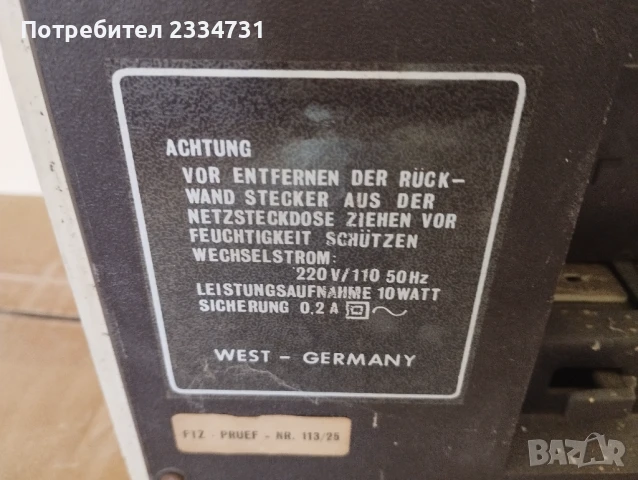 Потребител 2334731
ACHTUNG
VOR ENTFERNEN DER RÜCK-
WAND STECKER AUS DER
NETZSTECKDOSE ZIEHEN VOR
FEUCHTIGKEIT SCHÜTZEN
WECHSELSTROM:
220 V/110 50Hz
LEISTUNGSAUFNAHME 10WATT
SICHERUNG 0,2 A
WEST - GERMANY
FTZ - PRUEF - NR. 113/25
BAZAR